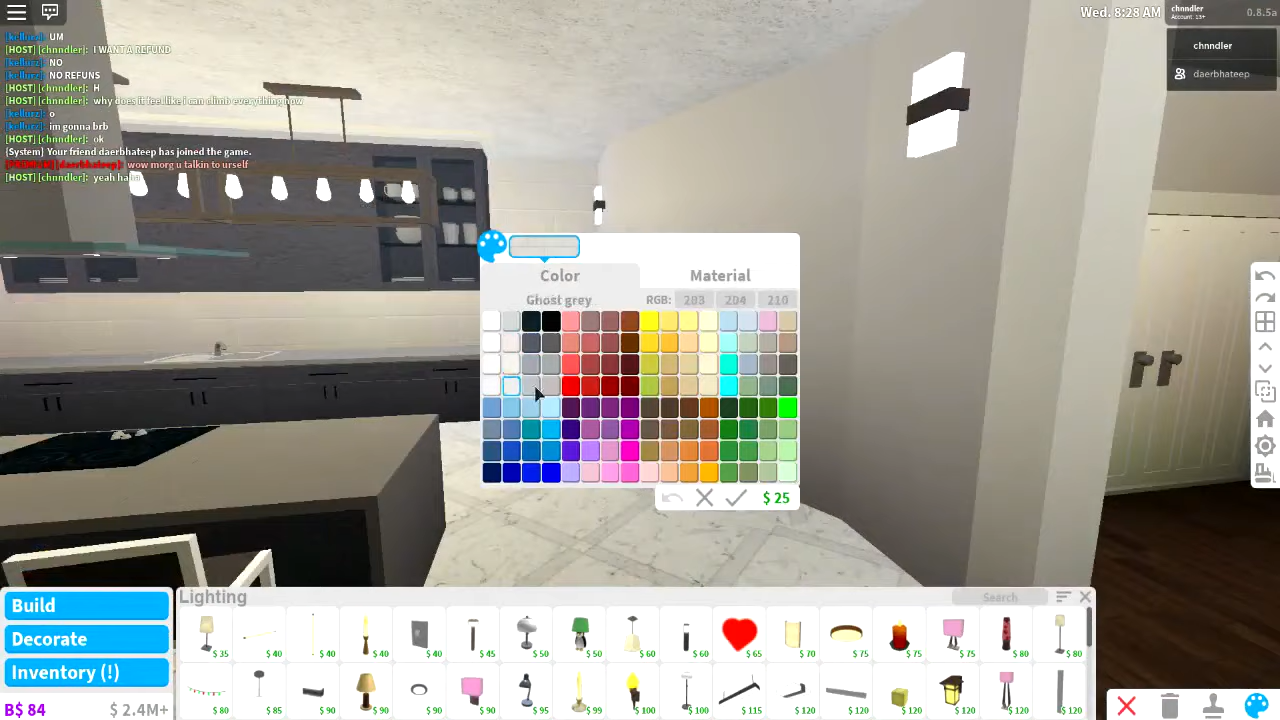 Wed. 8:28 AM
chnndler
Account: 13+
0.8.5a
chnndler
daerbhateep
[kellurz]: UM
[HOST] [chnndler]: I WANT A REFUND
[kellurz]: NO
[kellurz]: NO REFUNS
[HOST] [chnndler]: H
[HOST] [chnndler]: why does it feel like i can climb everything now
[kellurz]: o
[kellurz]: im gonna brb
[HOST] [chnndler]: ok
[System] Your friend daerbhateep has joined the game.
[daerbhateep]: wow morg u talkin to urself
[HOST] [chnndler]: yeah haha
Color
Material
Ghost grey
RGB: 203 204 210
$ 25
Build
Decorate
Inventory (!)
B$ 84
$ 2.4M+
Lighting
Search
$ 35 $ 40 $ 40 $ 40 $ 40 $ 45 $ 50 $ 50 $ 60 $ 60 $ 65 $ 70 $ 75 $ 75 $ 75 $ 80 $ 80
$ 80 $ 85 $ 90 $ 90 $ 90 $ 90 $ 95 $ 99 $ 100 $ 100 $ 115 $ 120 $ 120 $ 120 $ 120 $ 120 $ 120